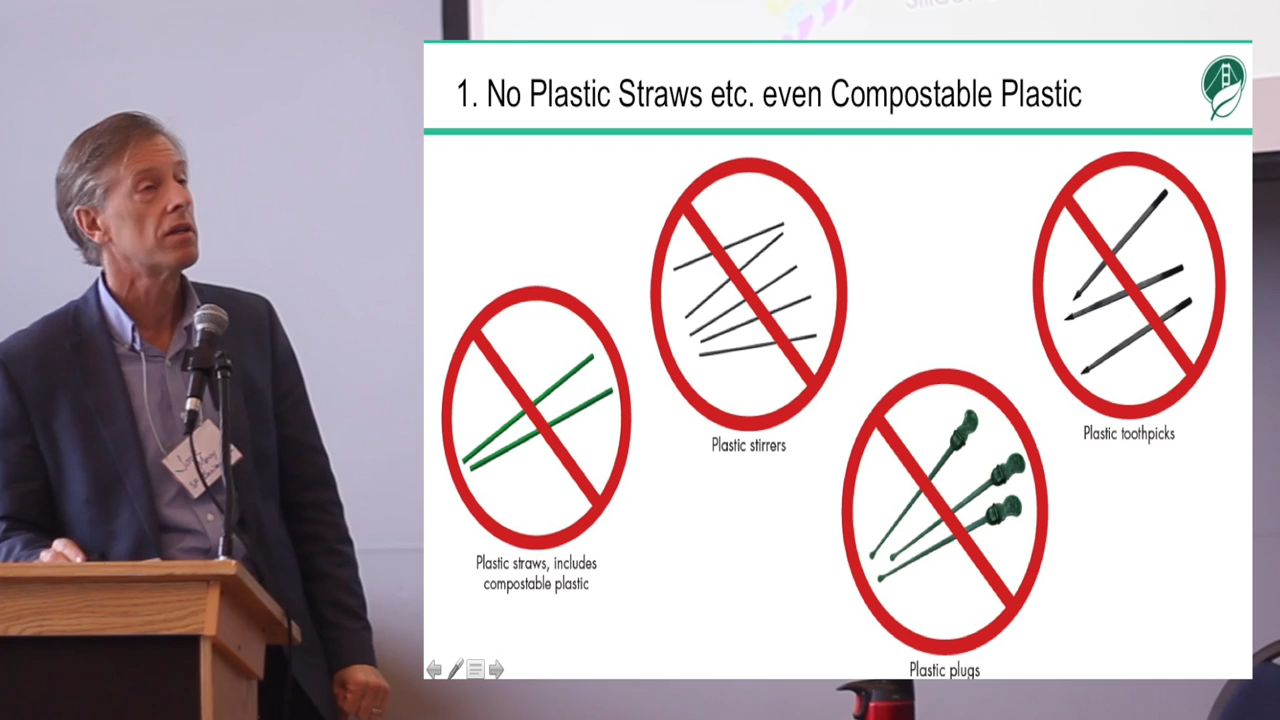 1. No Plastic Straws etc. even Compostable Plastic
Plastic stirrers
Plastic toothpicks
Plastic straws, includes
compostable plastic
Plastic plugs